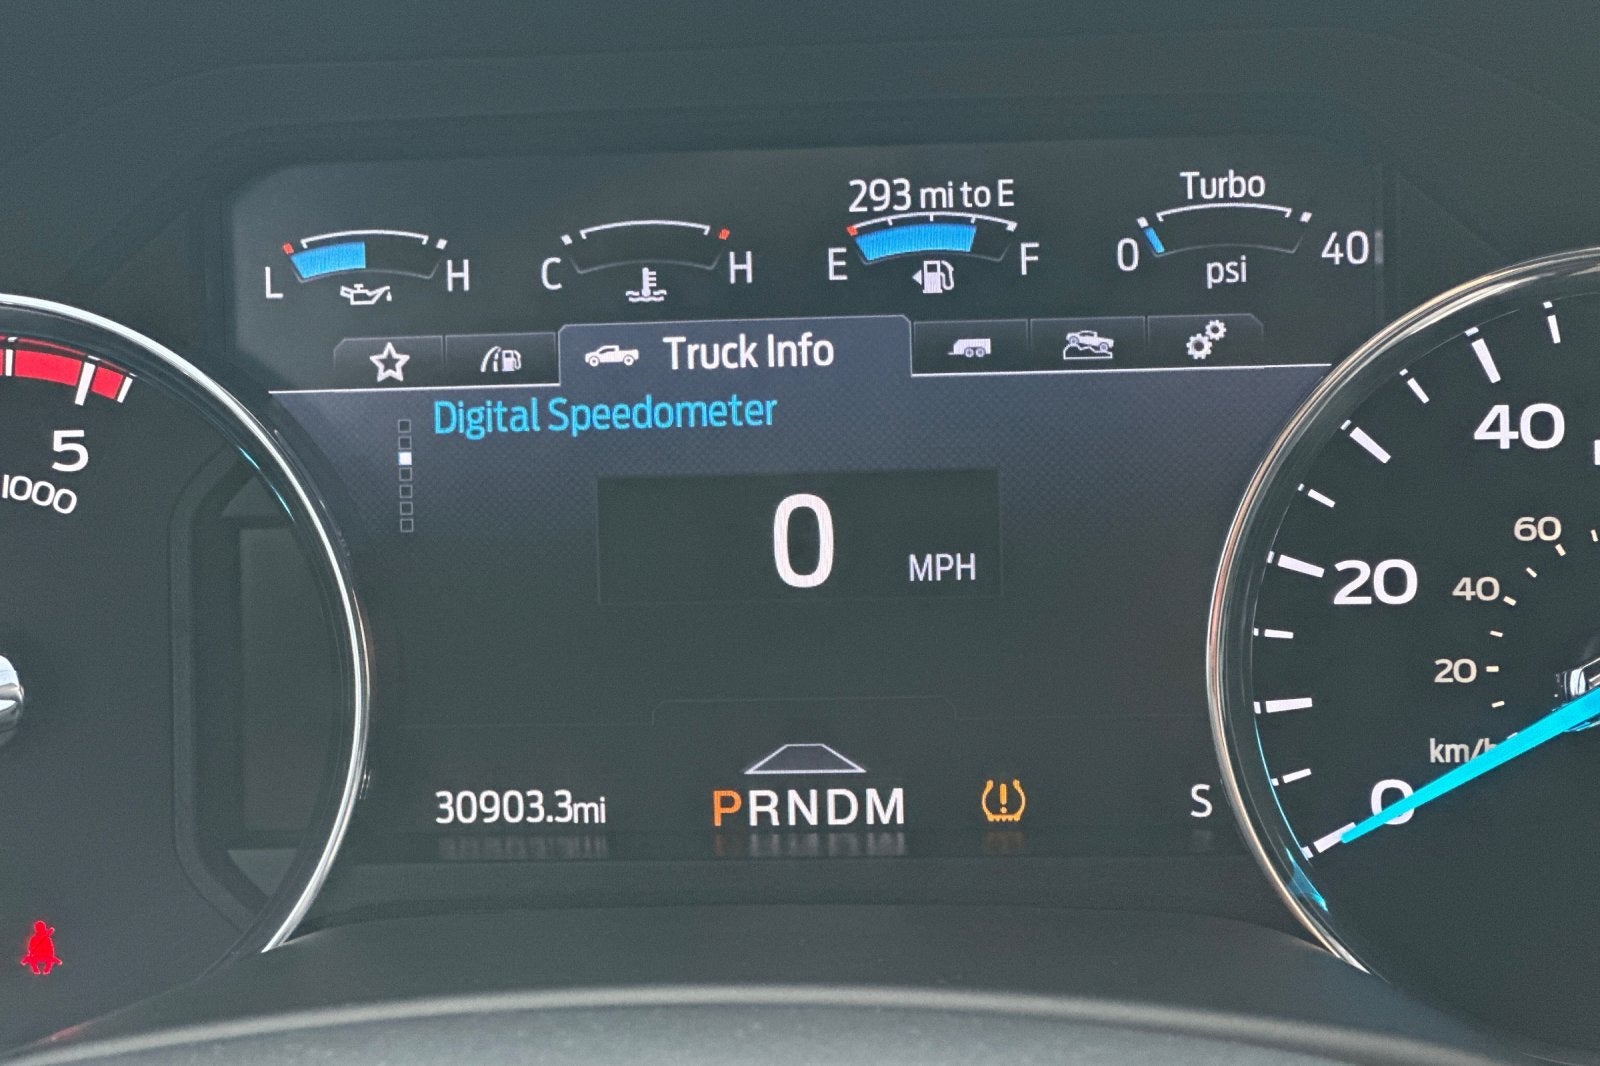 293 mi to E
Turbo
L H
C H
E F
0 40
psi
Truck Info
Digital Speedometer
0 MPH
5
1000
40
20
0
60
40
20
km/h
30903.3mi
PRNDM
S